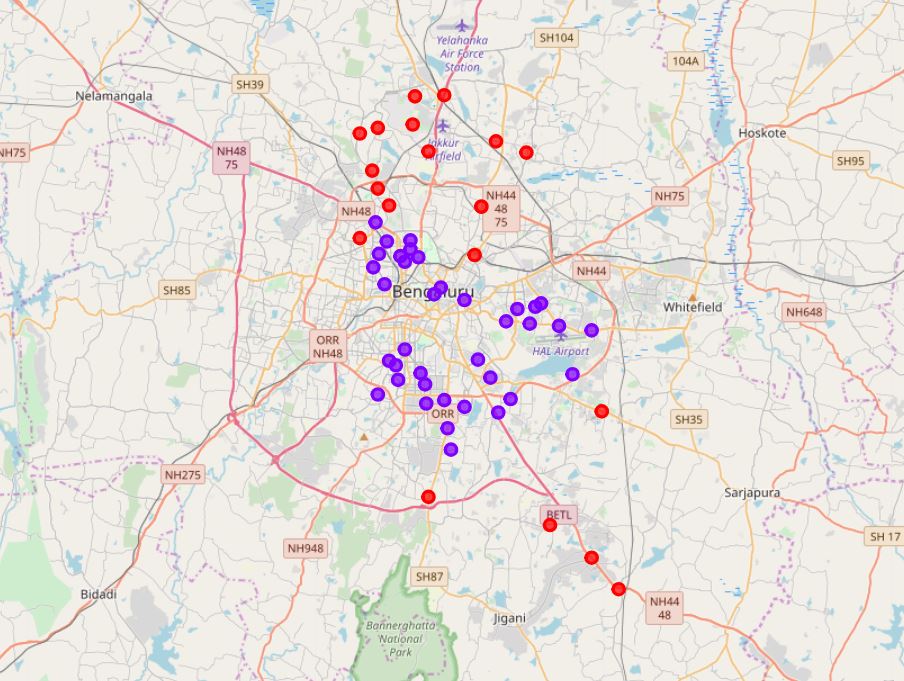 Yelahanka
Air Force
Station
SH104
104A
SH39
Nelamangala
Hoskote
Jakkur
Airfield
NH75
NH48
75
SH95
NH44
48
75
NH75
NH48
NH44
SH85
Bengaluru
Whitefield
NH648
ORR
NH48
HAL Airport
ORR
SH35
NH275
Sarjapura
BETL
SH 17
NH948
SH87
Bidadi
NH44
48
Jigani
Bannerghatta
National
Park